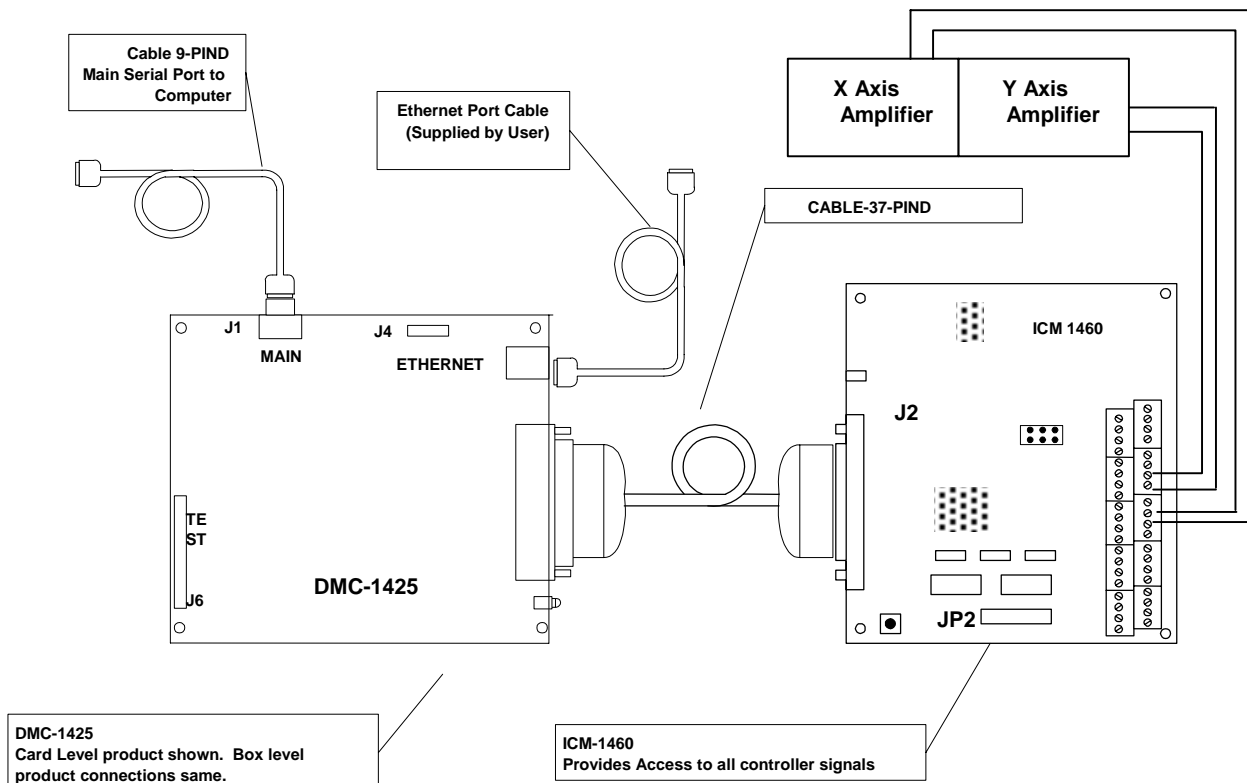 Cable 9-PIND
Main Serial Port to
Computer
Ethernet Port Cable
(Supplied by User)
X Axis
Amplifier
Y Axis
Amplifier
CABLE-37-PIND
J1
MAIN
J4
ETHERNET
ICM 1460
J2
TE
ST
J6
DMC-1425
JP2
DMC-1425
Card Level product shown. Box level
product connections same.
ICM-1460
Provides Access to all controller signals